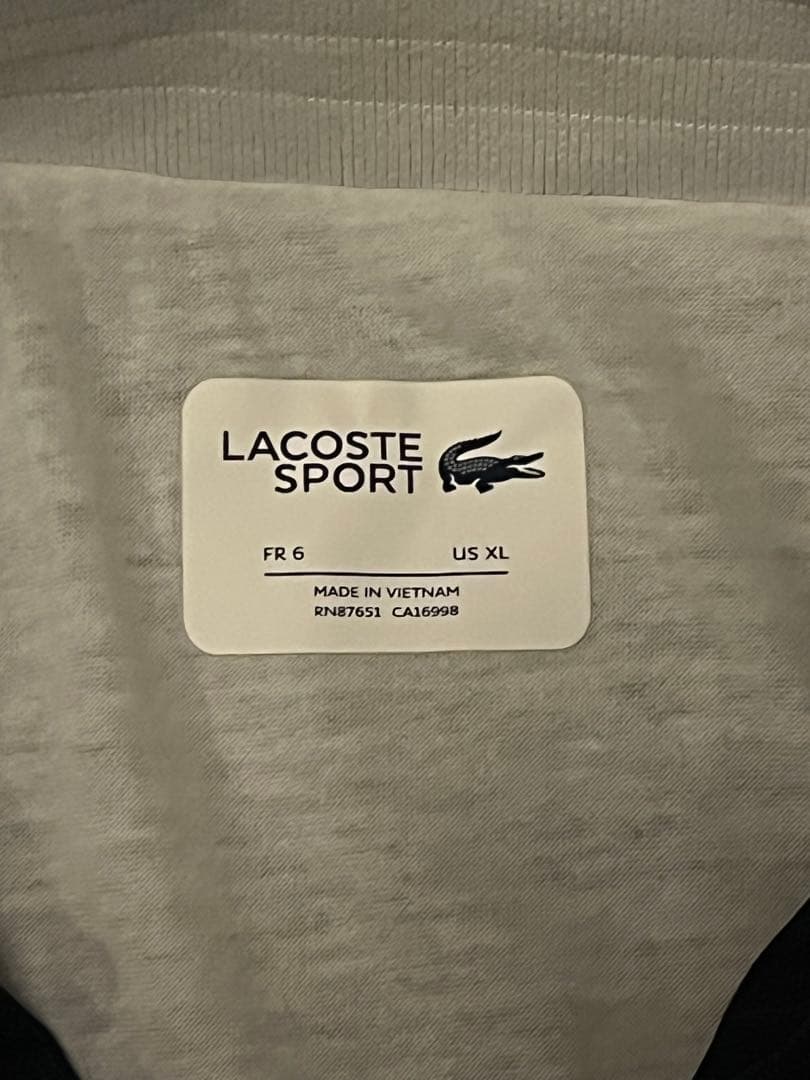 LACOSTE
SPORT
FR 6 US XL
MADE IN VIETNAM
RN87651 CA16998